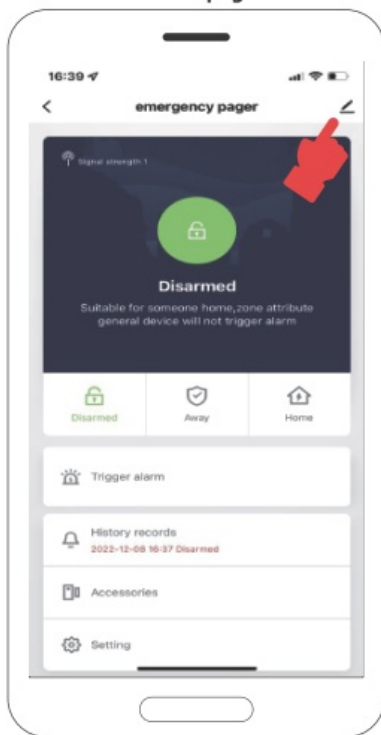 16:39
emergency pager
Signal strength 1
Disarmed
Suitable for someone home,zone attribute
general device will not trigger alarm
Disarmed
Away
Home
Trigger alarm
History records
2022-12-08 16:37 Disarmed
Accessories
Setting